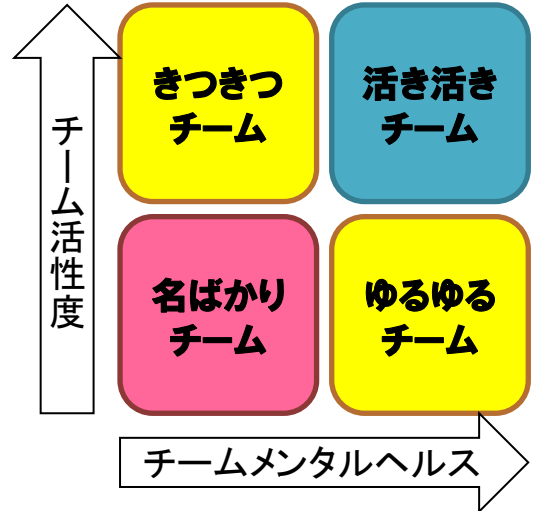 きつきつ
チーム
活き活き
チーム
チーム活性度
名ばかり
チーム
ゆるゆる
チーム
チームメンタルヘルス